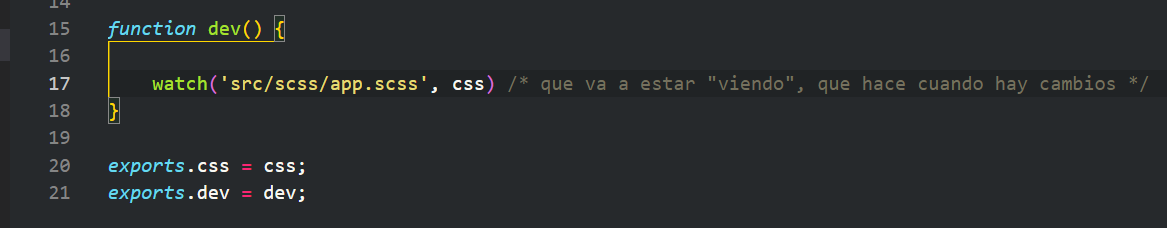 14
15 function dev() {
16
17 watch('src/scss/app.scss', css) /* que va a estar "viendo", que hace cuando hay cambios */
18 }
19
20 exports.css = css;
21 exports.dev = dev;